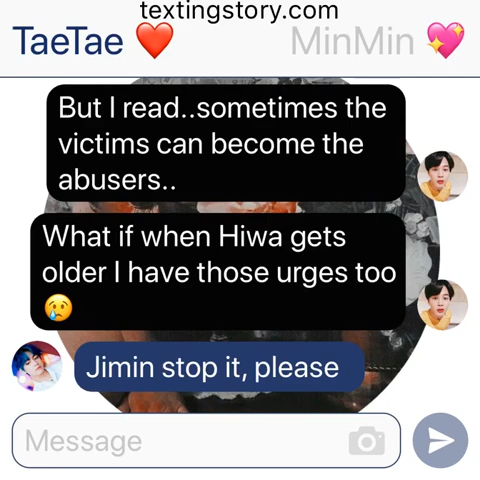 textingstory.com
TaeTae ❤️ MinMin 💖
But I read..sometimes the
victims can become the
abusers..
What if when Hiwa gets
older I have those urges too
😢
Jimin stop it, please
Message